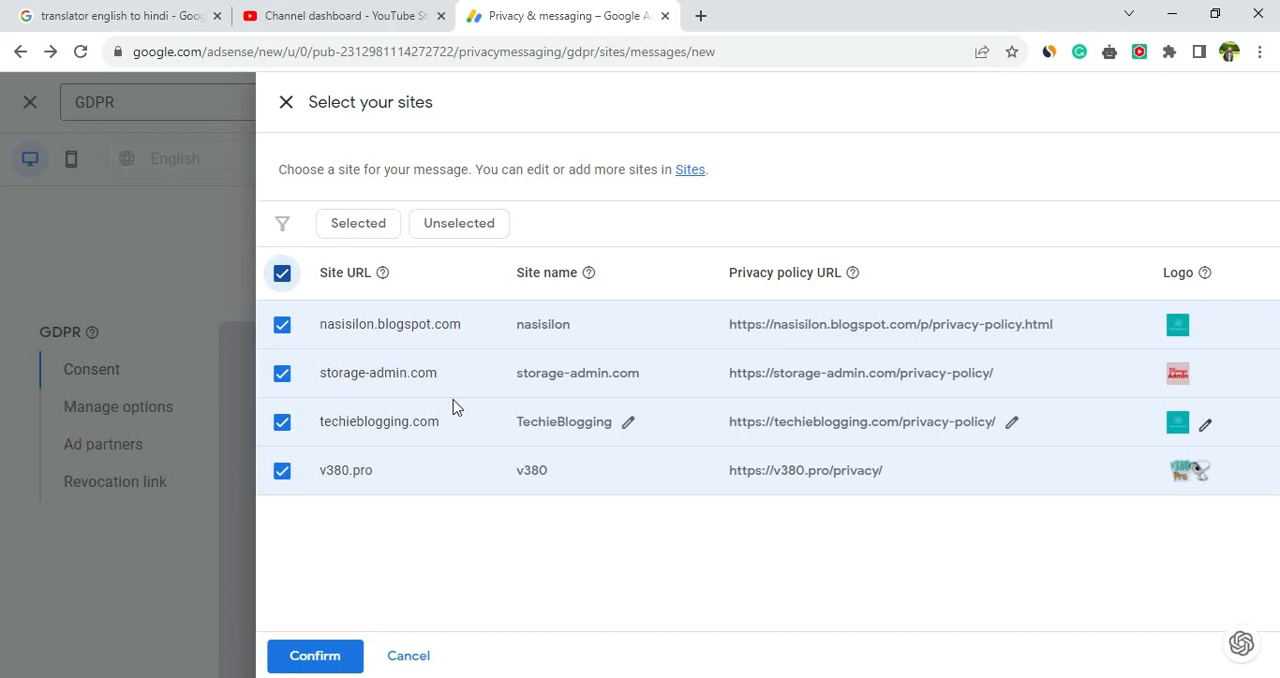 translator english to hindi - Goog
Channel dashboard - YouTube St
Privacy & messaging – Google A
google.com/adsense/new/u/0/pub-2312981114272722/privacymessaging/gdpr/sites/messages/new
GDPR
Select your sites
English
Choose a site for your message. You can edit or add more sites in Sites.
Selected
Unselected
Site URL
Site name
Privacy policy URL
Logo
nasisilon.blogspot.com
nasisilon
https://nasisilon.blogspot.com/p/privacy-policy.html
storage-admin.com
storage-admin.com
https://storage-admin.com/privacy-policy/
Storage
Admin
techieblogging.com
TechieBlogging
https://techieblogging.com/privacy-policy/
v380.pro
v380
https://v380.pro/privacy/
v380
Pro
GDPR
Consent
Manage options
Ad partners
Revocation link
Confirm
Cancel